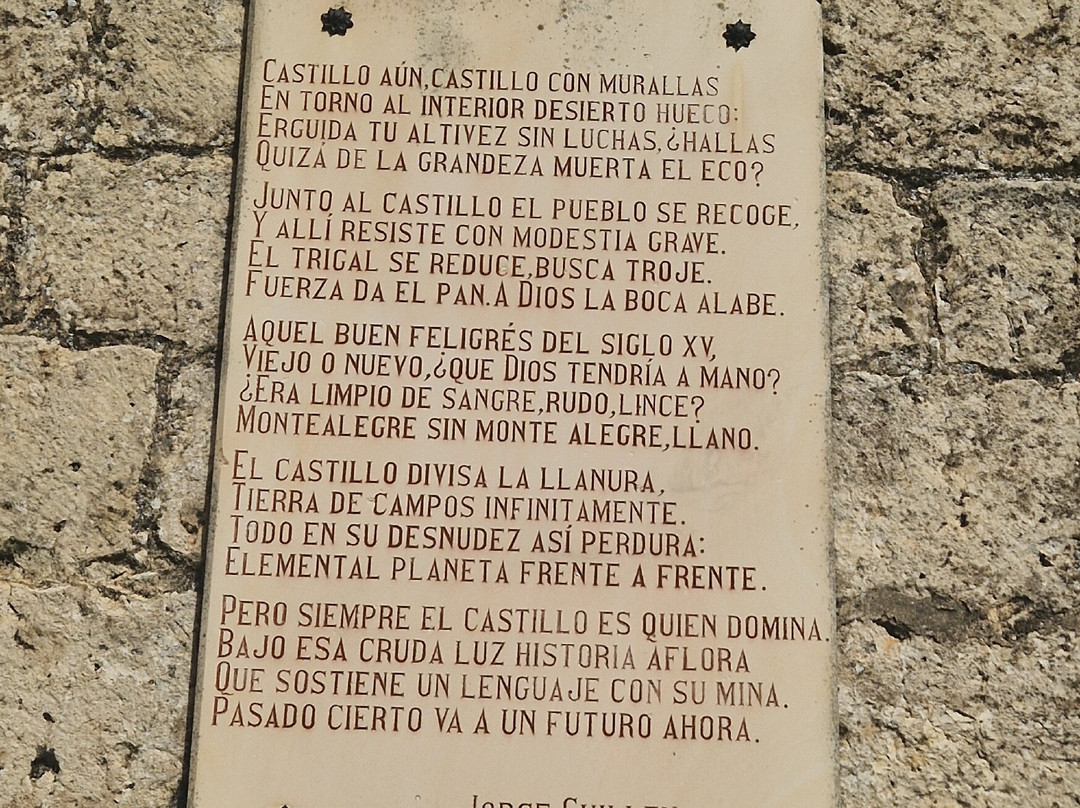 CASTILLO AÚN,CASTILLO CON MURALLAS
EN TORNO AL INTERIOR DESIERTO HUECO:
ERGUIDA TU ALTIVEZ SIN LUCHAS,¿HALLAS
QUIZÁ DE LA GRANDEZA MUERTA EL ECO?
JUNTO AL CASTILLO EL PUEBLO SE RECOGE,
Y ALLÍ RESISTE CON MODESTIA GRAVE.
EL TRIGAL SE REDUCE,BUSCA TROJE.
FUERZA DA EL PAN.A DIOS LA BOCA ALABE.
AQUEL BUEN FELIGRÉS DEL SIGLO XV,
VIEJO O NUEVO,¿QUE DIOS TENDRÍA A MANO?
¿ERA LIMPIO DE SANGRE,RUDO,LINCE?
MONTEALEGRE SIN MONTE ALEGRE,LLANO.
EL CASTILLO DIVISA LA LLANURA,
TIERRA DE CAMPOS INFINITAMENTE.
TODO EN SU DESNUDEZ ASÍ PERDURA:
ELEMENTAL PLANETA FRENTE A FRENTE.
PERO SIEMPRE EL CASTILLO ES QUIEN DOMINA.
BAJO ESA CRUDA LUZ HISTORIA AFLORA
QUE SOSTIENE UN LENGUAJE CON SU MINA.
PASADO CIERTO VA A UN FUTURO AHORA.
JORGE GUILLEN